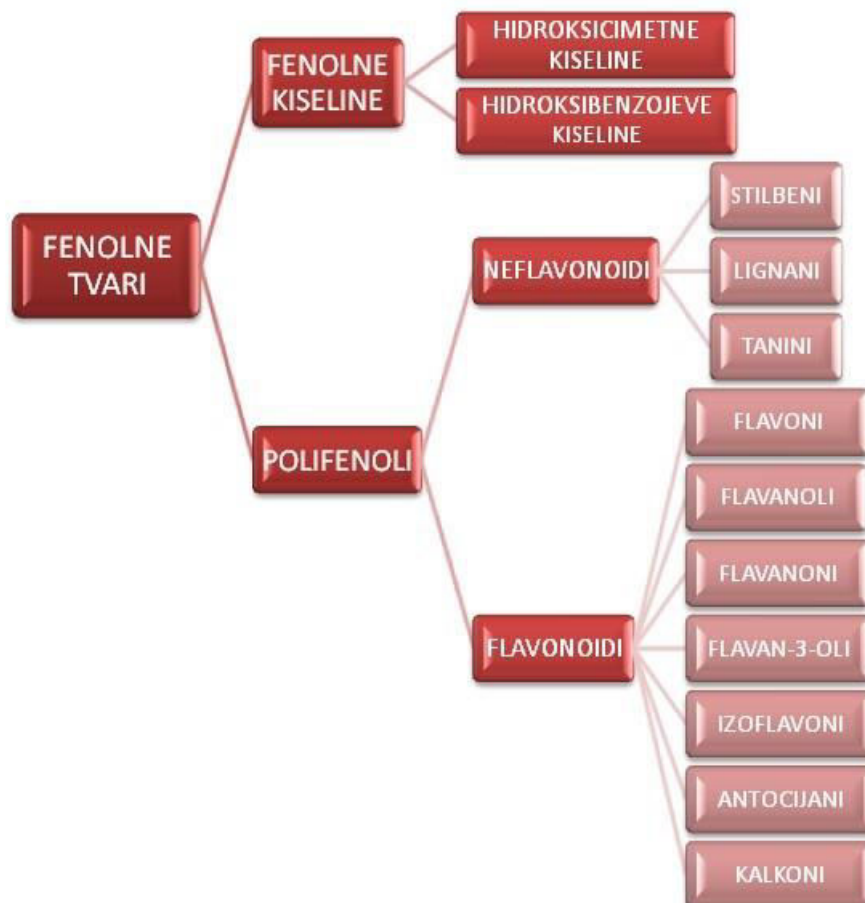 FENOLNE
TVARI
FENOLNE
KISELINE
HIDROKSICIMETNE
KISELINE
HIDROKSIBENZOJEVE
KISELINE
POLIFENOLI
NEFLAVONOIDI
STILBENI
LIGNANI
TANINI
FLAVONOIDI
FLAVONI
FLAVANOLI
FLAVANONI
FLAVAN-3-OLI
IZOFLAVONI
ANTOCIJANI
KALKONI